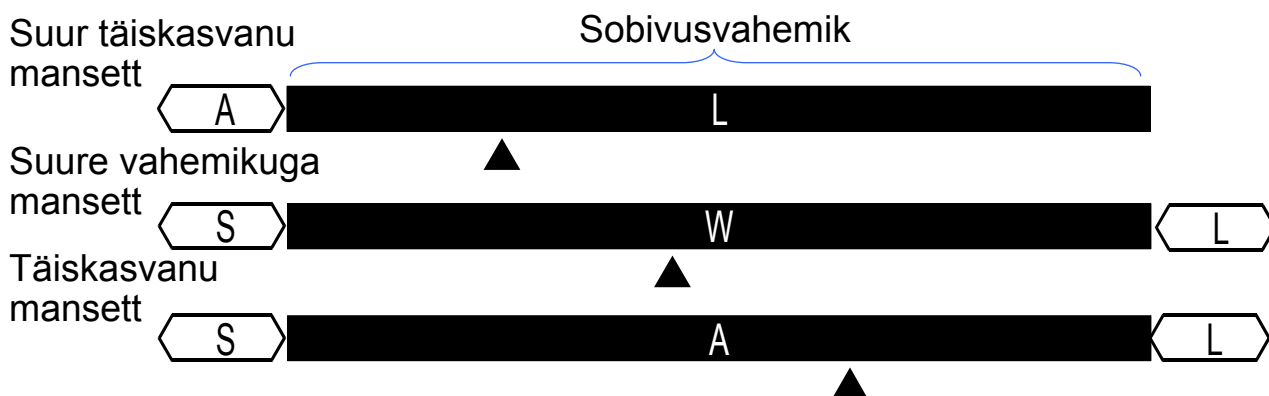 Suur täiskasvanu
mansett
Sobivusvahemik
A
L
Suure vahemikuga
mansett
S
W
L
Täiskasvanu
mansett
S
A
L